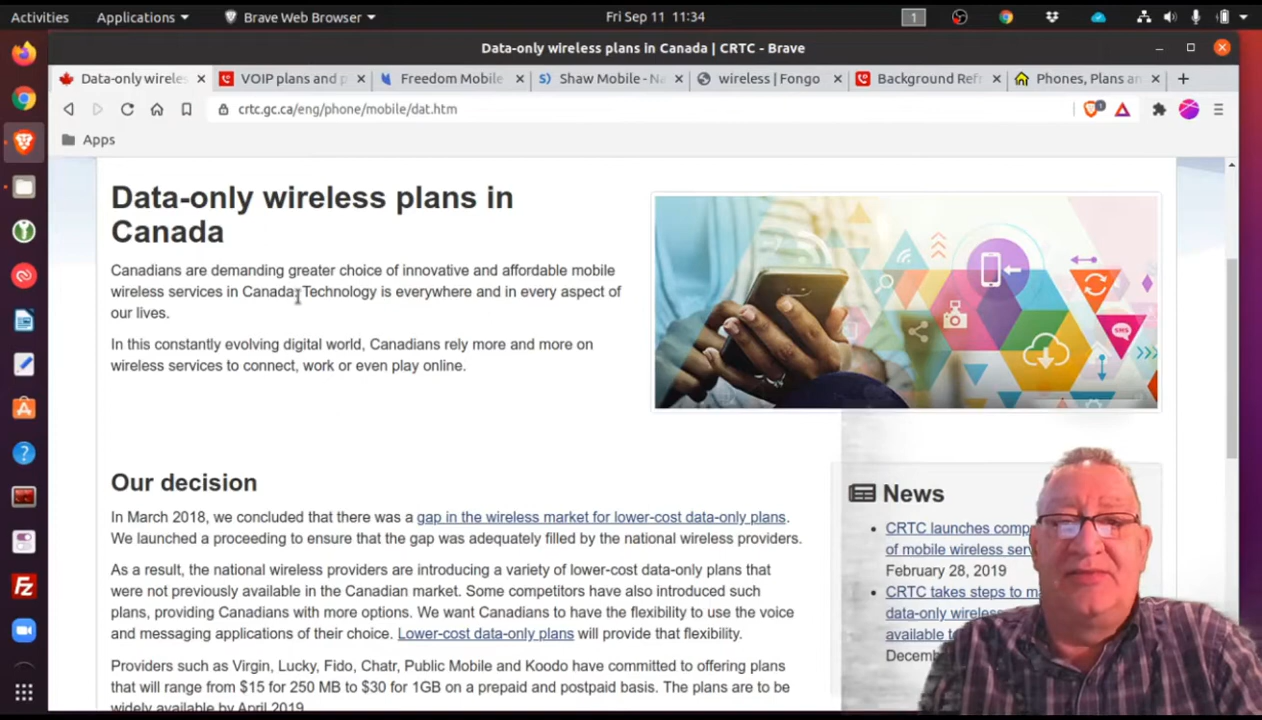 Activities
Applications
Brave Web Browser
Fri Sep 11 11:34
1
Data-only wireless plans in Canada | CRTC - Brave
Data-only wireles
VOIP plans and p
Freedom Mobile
Shaw Mobile - Na
wireless | Fongo
Background Refr
Phones, Plans an
crtc.gc.ca/eng/phone/mobile/dat.htm
1
Apps
Data-only wireless plans in
Canada
Canadians are demanding greater choice of innovative and affordable mobile
wireless services in Canada. Technology is everywhere and in every aspect of
our lives.
In this constantly evolving digital world, Canadians rely more and more on
wireless services to connect, work or even play online.
SMS
Our decision
In March 2018, we concluded that there was a gap in the wireless market for lower-cost data-only plans.
We launched a proceeding to ensure that the gap was adequately filled by the national wireless providers.
As a result, the national wireless providers are introducing a variety of lower-cost data-only plans that
were not previously available in the Canadian market. Some competitors have also introduced such
plans, providing Canadians with more options. We want Canadians to have the flexibility to use the voice
and messaging applications of their choice. Lower-cost data-only plans will provide that flexibility.
Providers such as Virgin, Lucky, Fido, Chatr, Public Mobile and Koodo have committed to offering plans
that will range from $15 for 250 MB to $30 for 1GB on a prepaid and postpaid basis. The plans are to be
widely available by April 2019.
News
CRTC launches comp
of mobile wireless serv
February 28, 2019
CRTC takes steps to m
data-only wireless
available to
Decem